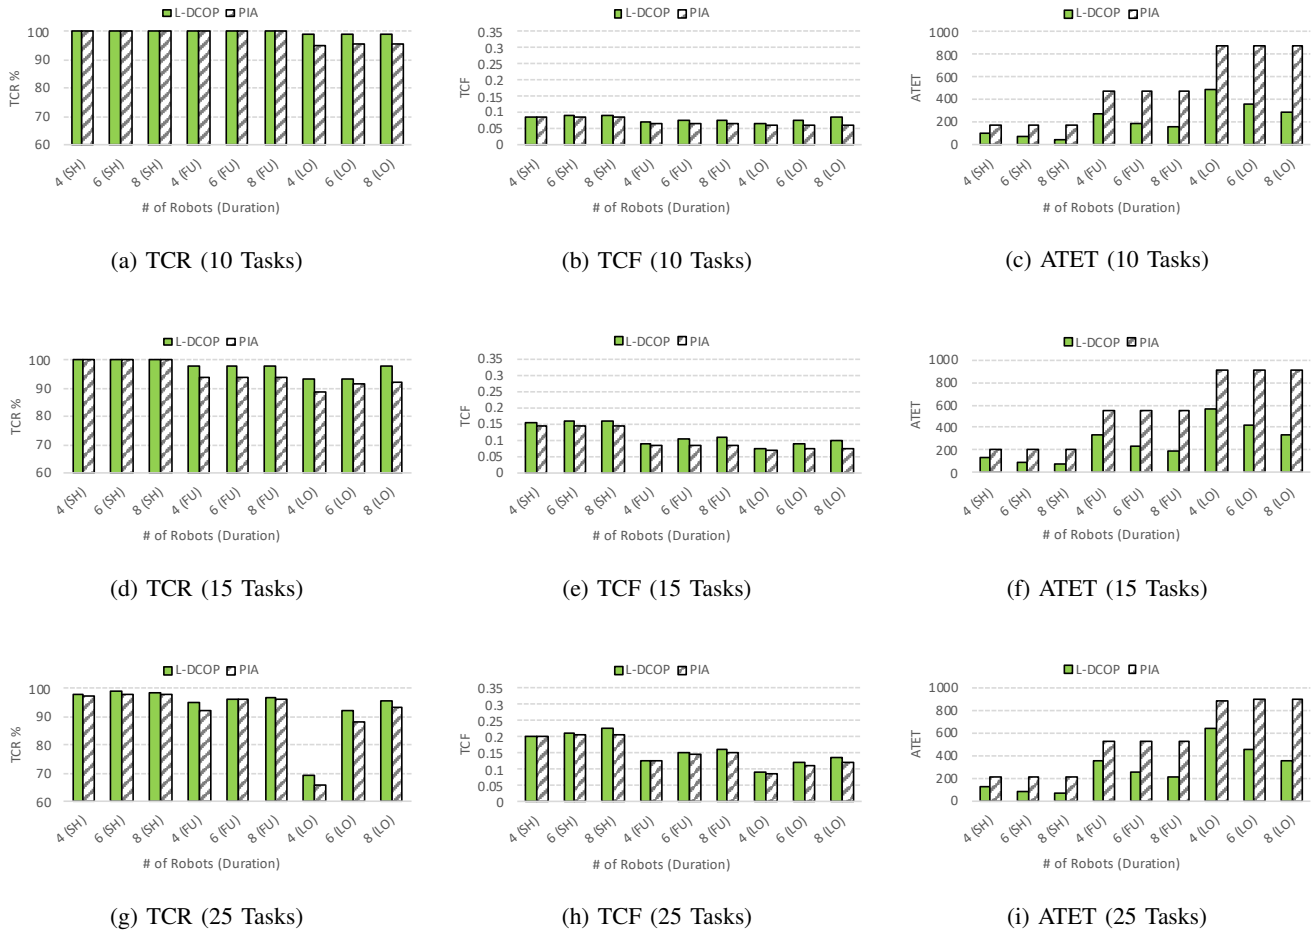 L-DCOP PIA
TCR %
100
90
80
70
60
4 (SH) 6 (SH) 8 (SH) 4 (FU) 6 (FU) 8 (FU) 4 (LO) 6 (LO) 8 (LO)
# of Robots (Duration)
(a) TCR (10 Tasks)
L-DCOP PIA
TCF
0.35
0.3
0.25
0.2
0.15
0.1
0.05
0
4 (SH) 6 (SH) 8 (SH) 4 (FU) 6 (FU) 8 (FU) 4 (LO) 6 (LO) 8 (LO)
# of Robots (Duration)
(b) TCF (10 Tasks)
L-DCOP PIA
ATET
1000
800
600
400
200
0
4 (SH) 6 (SH) 8 (SH) 4 (FU) 6 (FU) 8 (FU) 4 (LO) 6 (LO) 8 (LO)
# of Robots (Duration)
(c) ATET (10 Tasks)
L-DCOP PIA
TCR %
100
90
80
70
60
4 (SH) 6 (SH) 8 (SH) 4 (FU) 6 (FU) 8 (FU) 4 (LO) 6 (LO) 8 (LO)
# of Robots (Duration)
(d) TCR (15 Tasks)
L-DCOP PIA
TCF
0.35
0.3
0.25
0.2
0.15
0.1
0.05
0
4 (SH) 6 (SH) 8 (SH) 4 (FU) 6 (FU) 8 (FU) 4 (LO) 6 (LO) 8 (LO)
# of Robots (Duration)
(e) TCF (15 Tasks)
L-DCOP PIA
ATET
1000
800
600
400
200
0
4 (SH) 6 (SH) 8 (SH) 4 (FU) 6 (FU) 8 (FU) 4 (LO) 6 (LO) 8 (LO)
# of Robots (Duration)
(f) ATET (15 Tasks)
L-DCOP PIA
TCR %
100
90
80
70
60
4 (SH) 6 (SH) 8 (SH) 4 (FU) 6 (FU) 8 (FU) 4 (LO) 6 (LO) 8 (LO)
# of Robots (Duration)
(g) TCR (25 Tasks)
L-DCOP PIA
TCF
0.35
0.3
0.25
0.2
0.15
0.1
0.05
0
4 (SH) 6 (SH) 8 (SH) 4 (FU) 6 (FU) 8 (FU) 4 (LO) 6 (LO) 8 (LO)
# of Robots (Duration)
(h) TCF (25 Tasks)
L-DCOP PIA
ATET
1000
800
600
400
200
0
4 (SH) 6 (SH) 8 (SH) 4 (FU) 6 (FU) 8 (FU) 4 (LO) 6 (LO) 8 (LO)
# of Robots (Duration)
(i) ATET (25 Tasks)